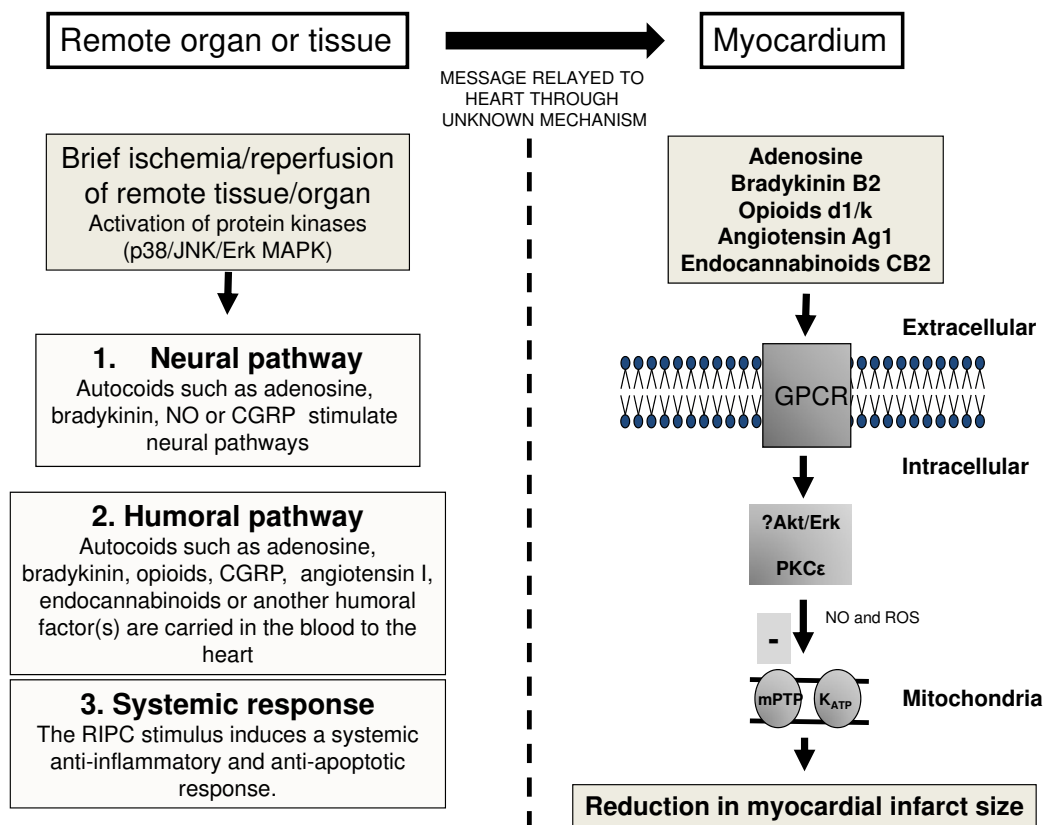 Remote organ or tissue
MESSAGE RELAYED TO
HEART THROUGH
UNKNOWN MECHANISM
Myocardium
Brief ischemia/reperfusion
of remote tissue/organ
Activation of protein kinases
(p38/JNK/Erk MAPK)
1. Neural pathway
Autocoids such as adenosine,
bradykinin, NO or CGRP stimulate
neural pathways
2. Humoral pathway
Autocoids such as adenosine,
bradykinin, opioids, CGRP, angiotensin I,
endocannabinoids or another humoral
factor(s) are carried in the blood to the
heart
3. Systemic response
The RIPC stimulus induces a systemic
anti-inflammatory and anti-apoptotic
response.
Adenosine
Bradykinin B2
Opioids d1/k
Angiotensin Ag1
Endocannabinoids CB2
Extracellular
GPCR
Intracellular
?Akt/Erk
PKCε
NO and ROS
-
mPTP
KATP
Mitochondria
Reduction in myocardial infarct size